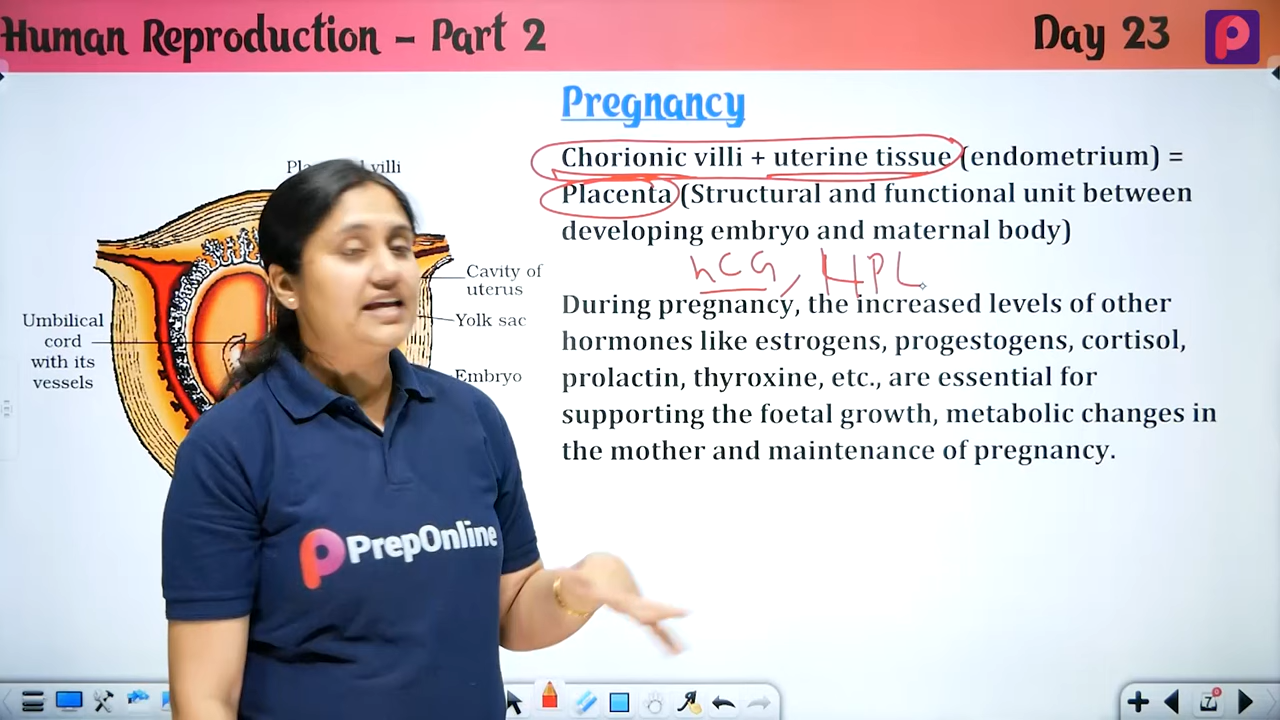 Human Reproduction – Part 2
Day 23
Pregnancy
Chorionic villi + uterine tissue (endometrium) =
Placenta (Structural and functional unit between
developing embryo and maternal body)
hCG, HPL
During pregnancy, the increased levels of other
hormones like estrogens, progestogens, cortisol,
prolactin, thyroxine, etc., are essential for
supporting the foetal growth, metabolic changes in
the mother and maintenance of pregnancy.
villi
Cavity of
uterus
Yolk sac
Embryo
Umbilical
cord
with its
vessels
PrepOnline
7